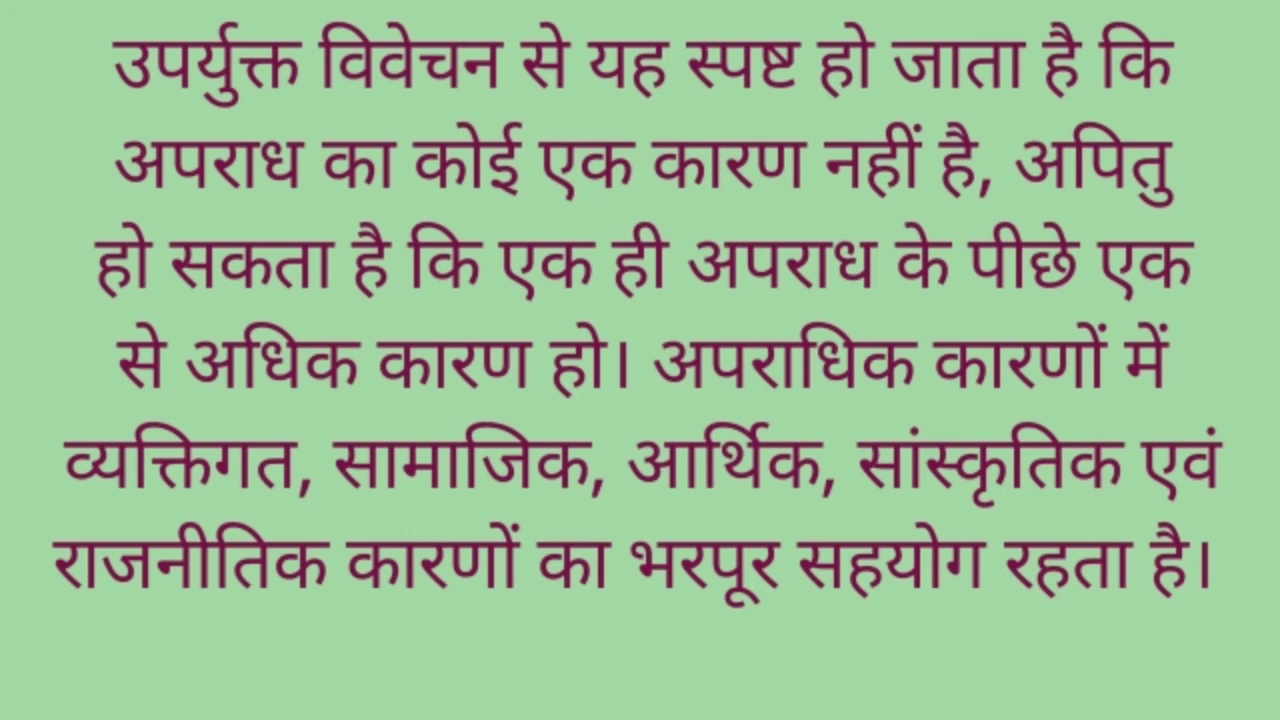 उपर्युक्त विवेचन से यह स्पष्ट हो जाता है कि
अपराध का कोई एक कारण नहीं है, अपितु
हो सकता है कि एक ही अपराध के पीछे एक
से अधिक कारण हो। अपराधिक कारणों में
व्यक्तिगत, सामाजिक, आर्थिक, सांस्कृतिक एवं
राजनीतिक कारणों का भरपूर सहयोग रहता है।